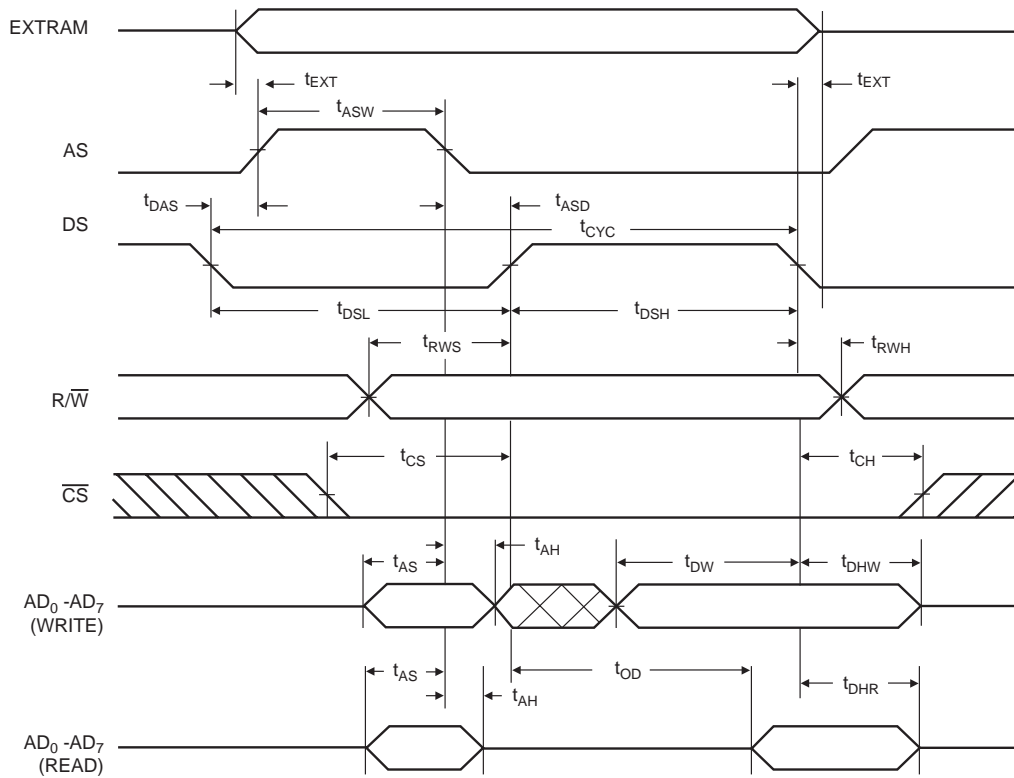 EXTRAM
tEXT
tEXT
tASW
AS
tDAS
tASD
DS
tCYC
tDSL
tDSH
tRWS
tRWH
R/W̅
tCS
tCH
C̅S̅
tAS
tAH
tDW
tDHW
AD0 -AD7
(WRITE)
tAS
tAH
tOD
tDHR
AD0 -AD7
(READ)